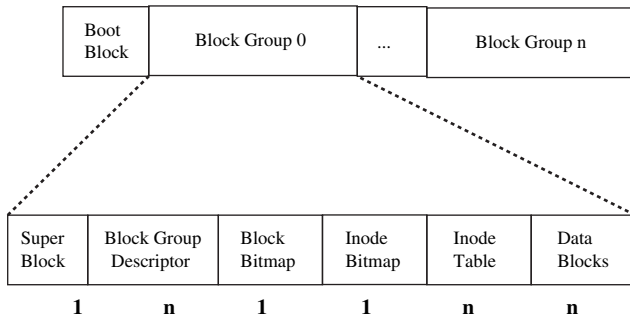 Boot
Block
Block Group 0
...
Block Group n
Super
Block
Block Group
Descriptor
Block
Bitmap
Inode
Bitmap
Inode
Table
Data
Blocks
1 n 1 1 n n